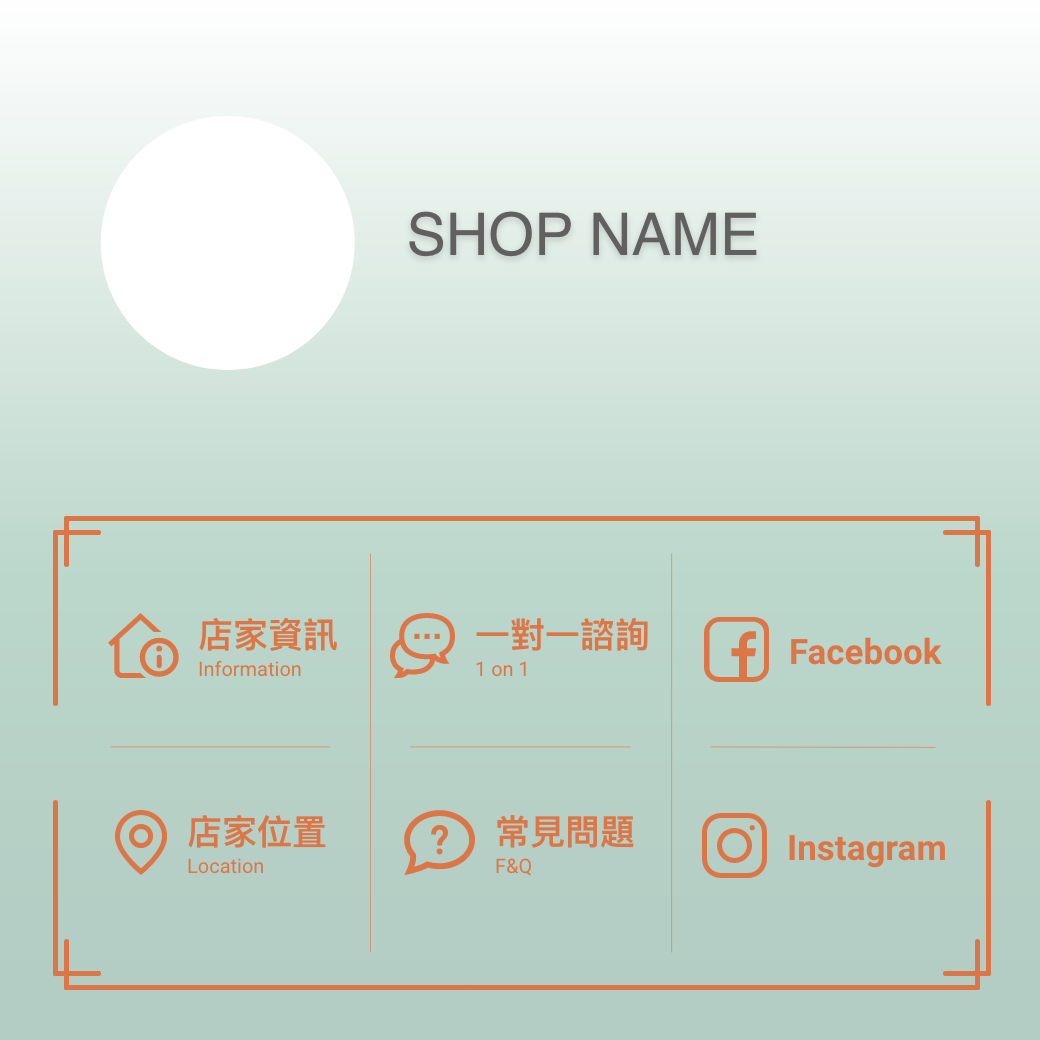 SHOP NAME
店家資訊
Information
一對一諮詢
1 on 1
Facebook
店家位置
Location
常見問題
F&Q
Instagram